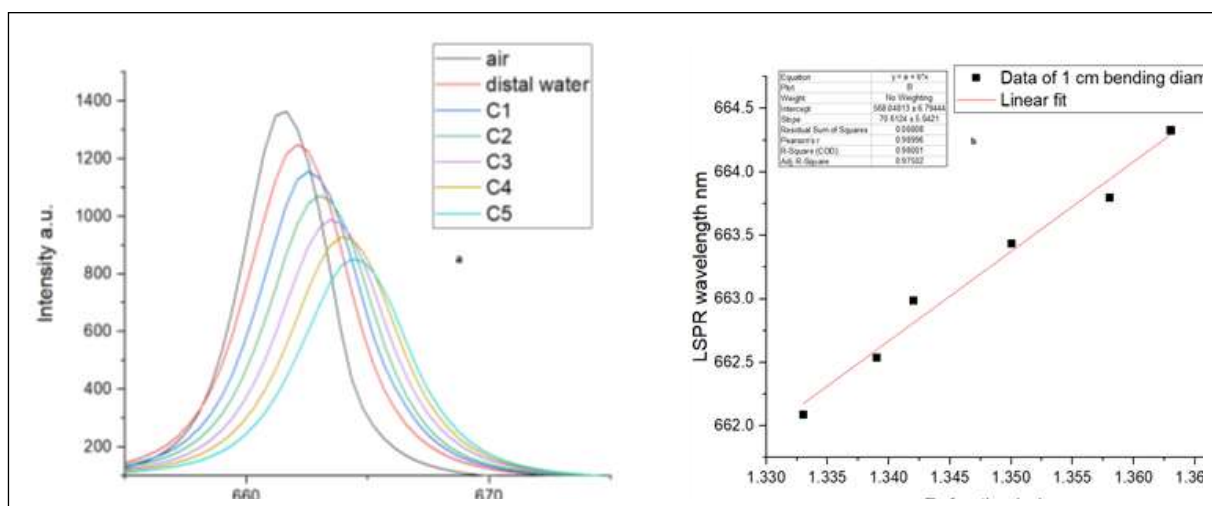 air
distal water
C1
C2
C3
C4
C5
a
Intensity a.u.
1400
1200
1000
800
600
400
200
660
670
Equation y = a + b*x
Plot B
Weight No Weighting
Intercept
Slope
Residual Sum of Squares
Pearson's r
R-Square (COD)
Adj. R-Square
Data of 1 cm bending diam
Linear fit
b
LSPR wavelength nm
664.5
664.0
663.5
663.0
662.5
662.0
1.330
1.335
1.340
1.345
1.350
1.355
1.360
1.36